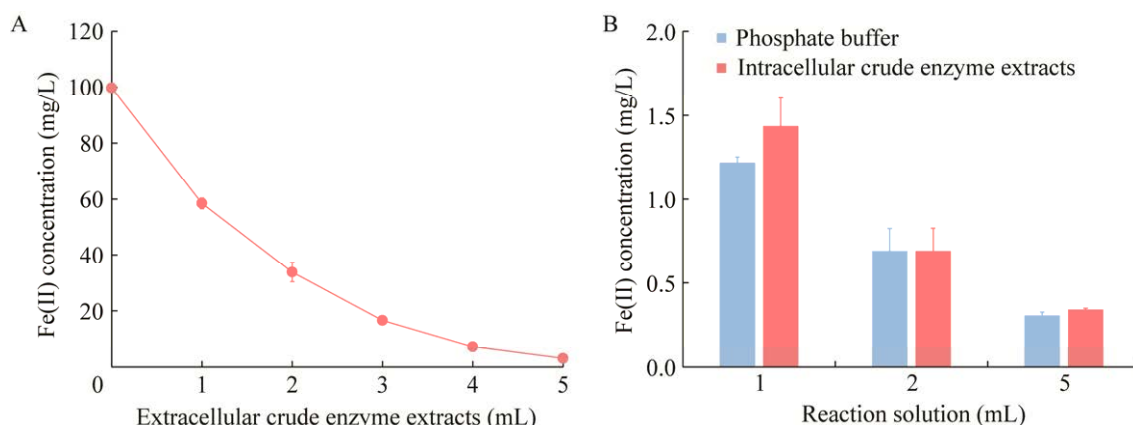 A
Fe(II) concentration (mg/L)
120
100
80
60
40
20
0
1 2 3 4 5
Extracellular crude enzyme extracts (mL)
B
Fe(II) concentration (mg/L)
Phosphate buffer
Intracellular crude enzyme extracts
2.0
1.5
1.0
0.5
0.0
1 2 5
Reaction solution (mL)